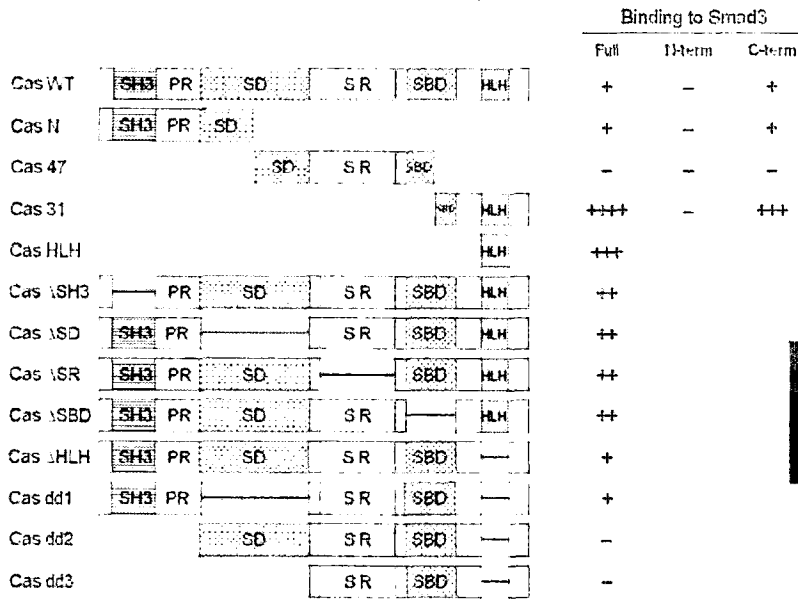 Binding to Smad3
Full N-term C-term
Cas WT SH3 PR SD SR SBD HLH + – +
Cas N SH3 PR SD + – +
Cas 47 SD SR SBD – – –
Cas 31 SBD HLH ++++ – +++
Cas HLH HLH +++
Cas ΔSH3 PR SD SR SBD HLH ++
Cas ΔSD SH3 PR SR SBD HLH ++
Cas ΔSR SH3 PR SD SBD HLH ++
Cas ΔSBD SH3 PR SD SR HLH ++
Cas ΔHLH SH3 PR SD SR SBD +
Cas dd1 SH3 PR SR SBD +
Cas dd2 SD SR SBD –
Cas dd3 SR SBD –